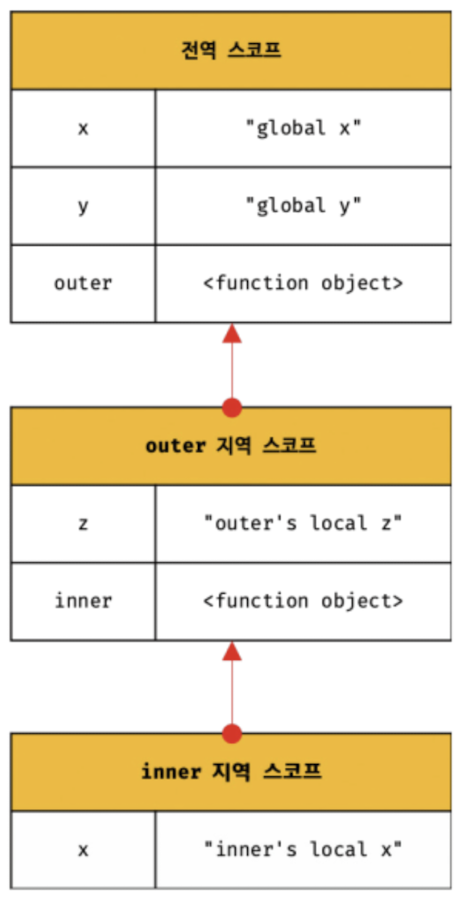 전역 스코프
x "global x"
y "global y"
outer <function object>
outer 지역 스코프
z "outer's local z"
inner <function object>
inner 지역 스코프
x "inner's local x"